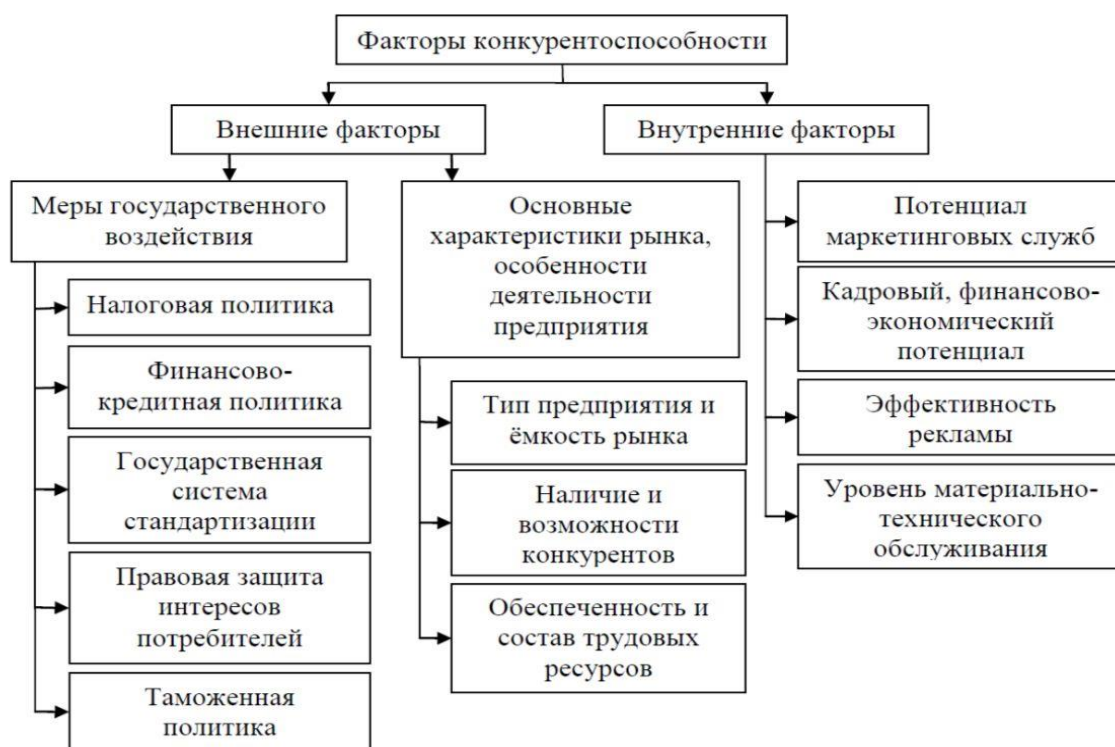 Факторы конкурентоспособности
Внешние факторы
Внутренние факторы
Меры государственного
воздействия
Налоговая политика
Финансово-
кредитная политика
Государственная
система
стандартизации
Правовая защита
интересов
потребителей
Таможенная
политика
Основные
характеристики рынка,
особенности
деятельности
предприятия
Тип предприятия и
ёмкость рынка
Наличие и
возможности
конкурентов
Обеспеченность и
состав трудовых
ресурсов
Потенциал
маркетинговых служб
Кадровый, финансово-
экономический
потенциал
Эффективность
рекламы
Уровень материально-
технического
обслуживания